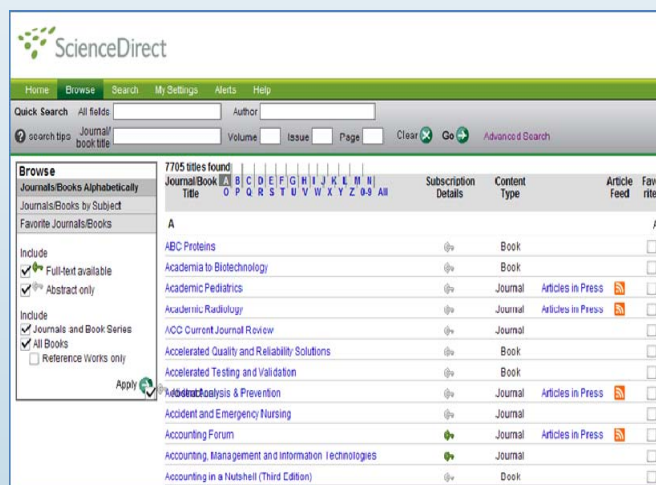 ScienceDirect
Home Browse Search My Settings Alerts Help
Quick Search All fields Author
? search tips Journal/book title Volume Issue Page Clear Go Advanced Search
Browse
Journals/Books Alphabetically
Journals/Books by Subject
Favorite Journals/Books
Include
Full-text available
Abstract only
Include
Journals and Book Series
All Books
Reference Works only
Apply
7705 titles found
Journal/Book Title A B C D E F G H I J K L M N
O P Q R S T U V W X Y Z 0-9 All
Subscription Details Content Type Article Feed
A
ABC Proteins Book
Academia to Biotechnology Book
Academic Pediatrics Journal Articles in Press
Academic Radiology Journal Articles in Press
ACC Current Journal Review Journal
Accelerated Quality and Reliability Solutions Book
Accelerated Testing and Validation Book
Analysis & Prevention Journal Articles in Press
Accident and Emergency Nursing Journal
Accounting Forum Journal Articles in Press
Accounting, Management and Information Technologies Journal
Accounting in a Nutshell (Third Edition) Book